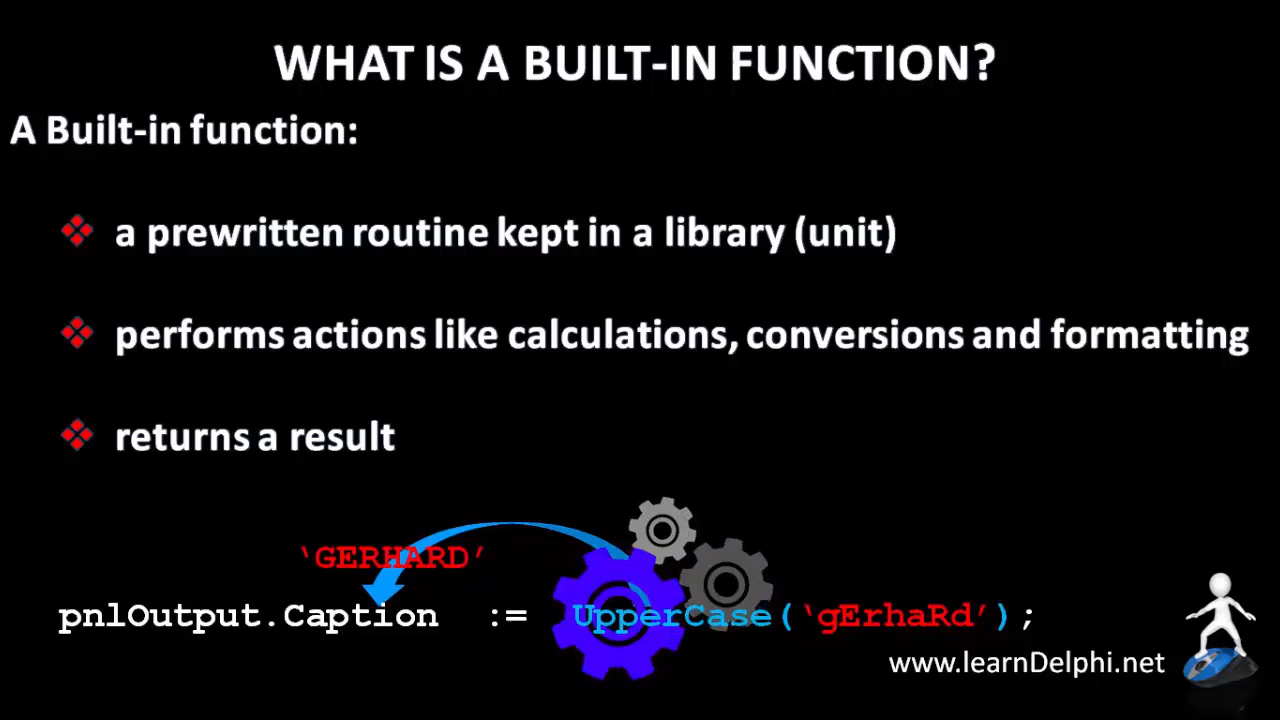 WHAT IS A BUILT-IN FUNCTION?
A Built-in function:
a prewritten routine kept in a library (unit)
performs actions like calculations, conversions and formatting
returns a result
‘GERHARD’
pnlOutput.Caption := UpperCase(‘gErhaRd’);
www.learnDelphi.net